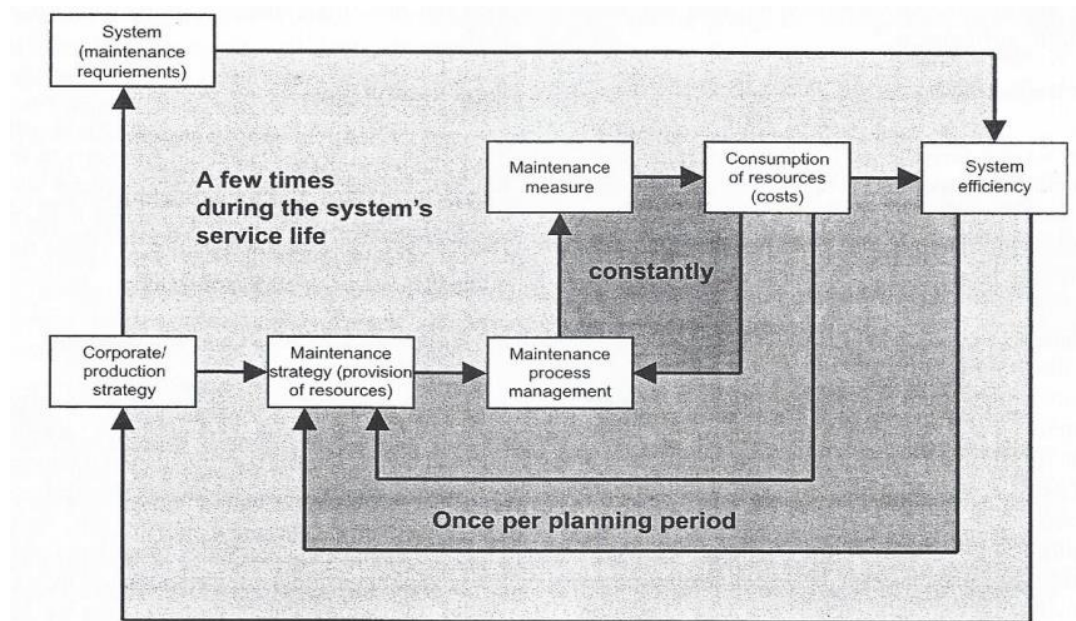 System
(maintenance
requriements)
A few times
during the system's
service life
Maintenance
measure
Consumption
of resources
(costs)
System
efficiency
constantly
Corporate/
production
strategy
Maintenance
strategy (provision
of resources)
Maintenance
process
management
Once per planning period